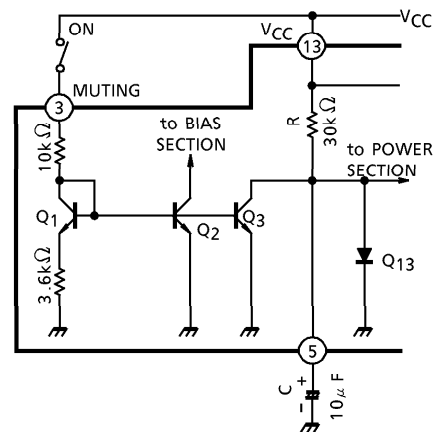 ON
VCC
VCC
13
3
MUTING
10kΩ
R
30kΩ
to BIAS
SECTION
to POWER
SECTION
Q1
Q2
Q3
Q13
3.6kΩ
5
C
+
-
10μF